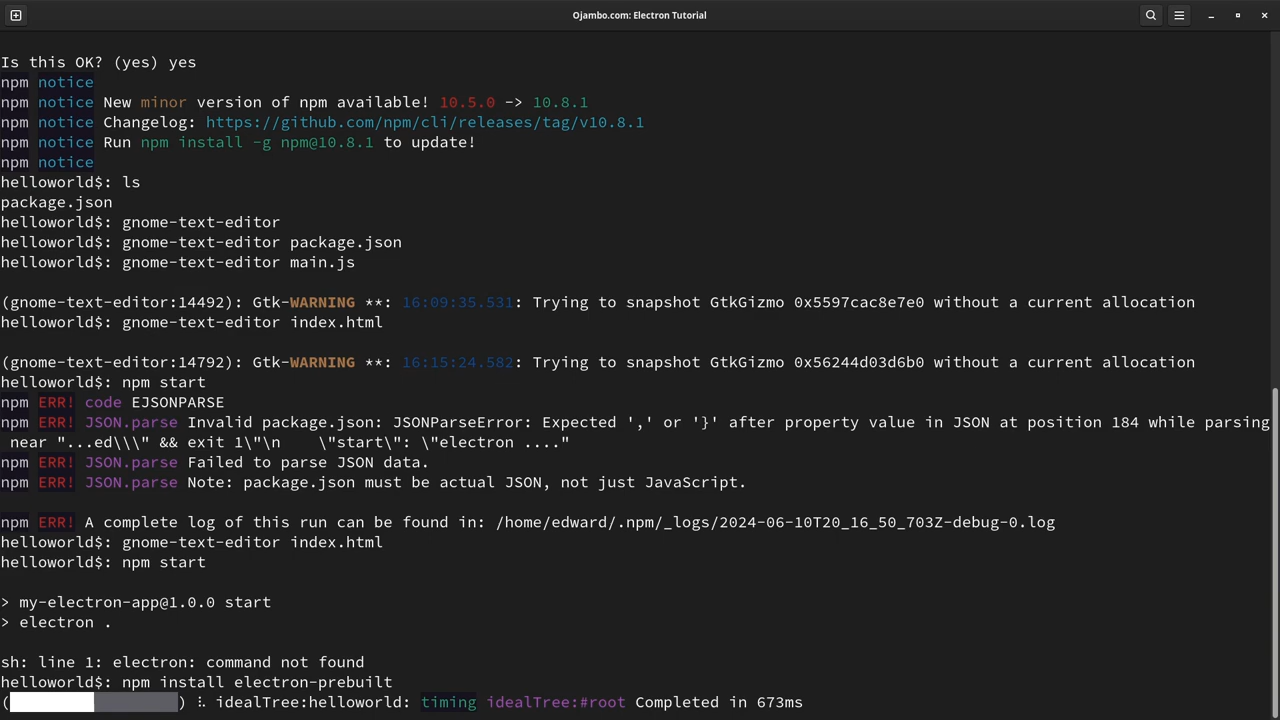 Ojambo.com: Electron Tutorial
Is this OK? (yes) yes
npm notice
npm notice New minor version of npm available! 10.5.0 -> 10.8.1
npm notice Changelog: https://github.com/npm/cli/releases/tag/v10.8.1
npm notice Run npm install -g npm@10.8.1 to update!
npm notice
helloworld$: ls
package.json
helloworld$: gnome-text-editor
helloworld$: gnome-text-editor package.json
helloworld$: gnome-text-editor main.js
(gnome-text-editor:14492): Gtk-WARNING **: 16:09:35.531: Trying to snapshot GtkGizmo 0x5597cac8e7e0 without a current allocation
helloworld$: gnome-text-editor index.html
(gnome-text-editor:14792): Gtk-WARNING **: 16:15:24.582: Trying to snapshot GtkGizmo 0x56244d03d6b0 without a current allocation
helloworld$: npm start
npm ERR! code EJSONPARSE
npm ERR! JSON.parse Invalid package.json: JSONParseError: Expected ',' or '}' after property value in JSON at position 184 while parsing
near "...ed\\\" && exit 1\"\n    \"start\": \"electron ...."
npm ERR! JSON.parse Failed to parse JSON data.
npm ERR! JSON.parse Note: package.json must be actual JSON, not just JavaScript.
npm ERR! A complete log of this run can be found in: /home/edward/.npm/_logs/2024-06-10T20_16_50_703Z-debug-0.log
helloworld$: gnome-text-editor index.html
helloworld$: npm start
> my-electron-app@1.0.0 start
> electron .
sh: line 1: electron: command not found
helloworld$: npm install electron-prebuilt
() ⠧ idealTree:helloworld: timing idealTree:#root Completed in 673ms